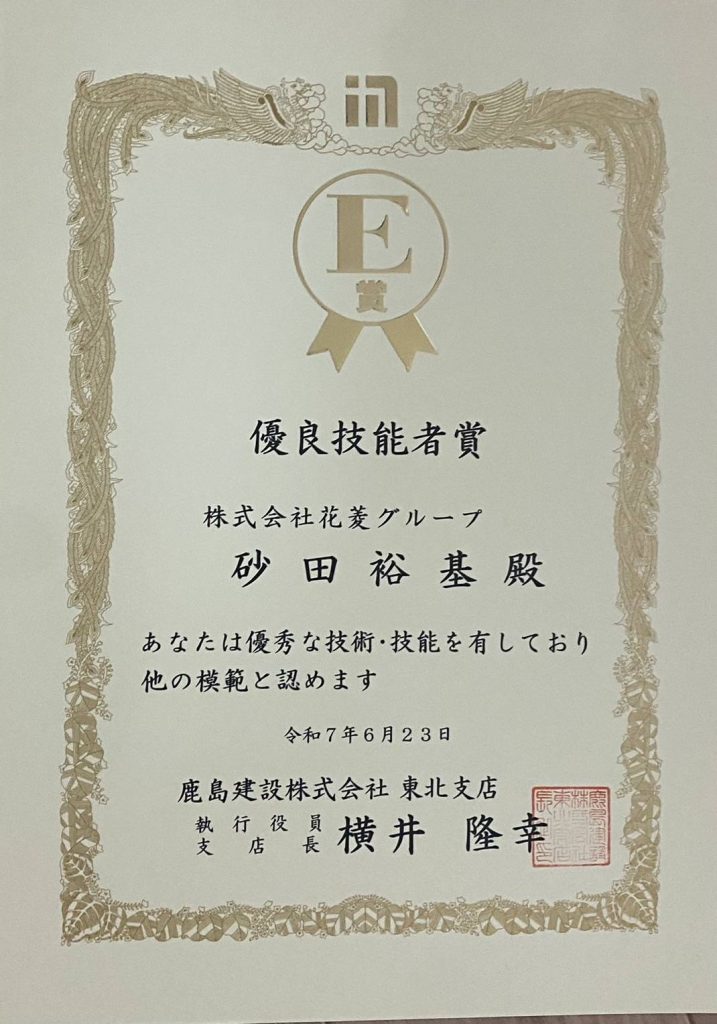 E
賞
優良技能者賞
株式会社花菱グループ
砂田裕基殿
あなたは優秀な技術・技能を有しており
他の模範と認めます
令和7年6月23日
鹿島建設株式会社 東北支店
執行役員
支店長 横井 隆幸